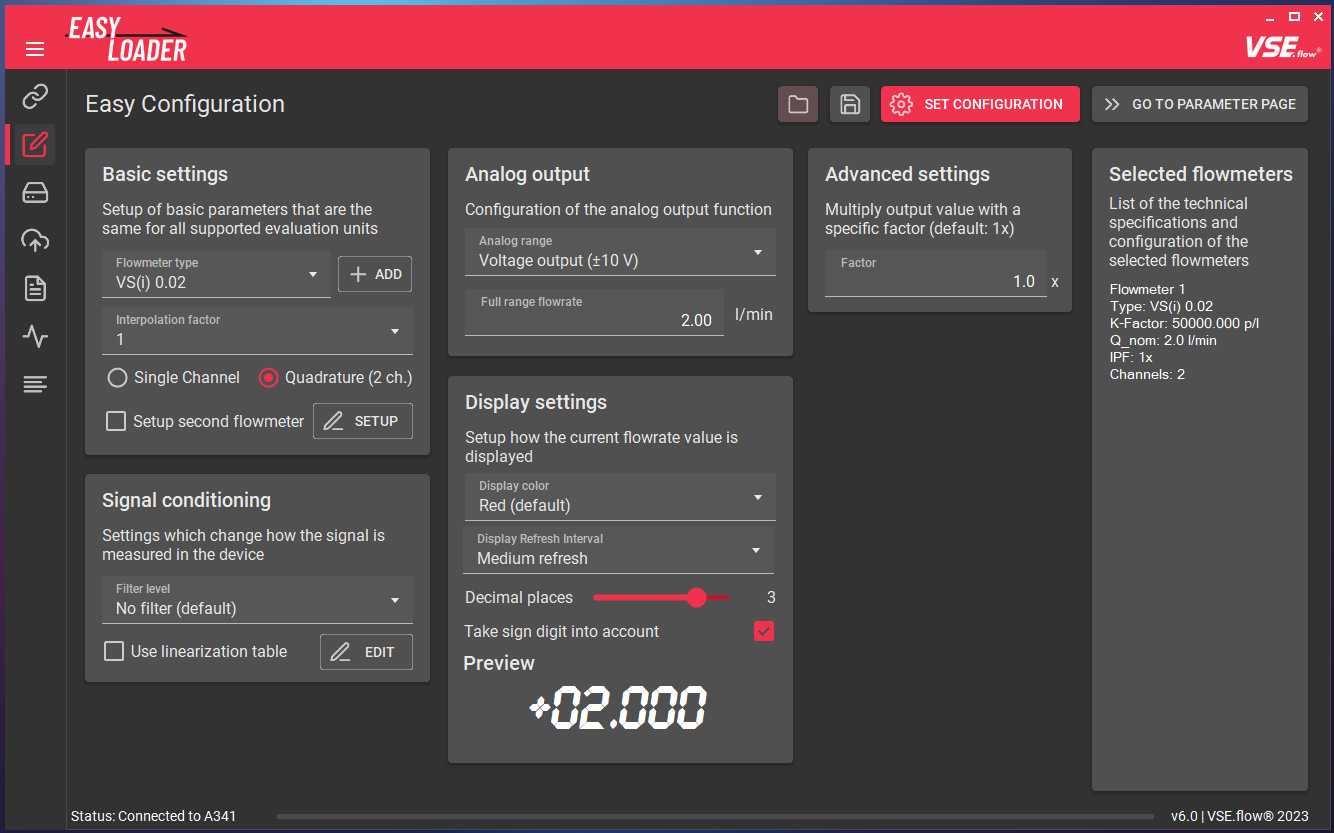 EASY
LOADER
VSE.flow®
Easy Configuration
SET CONFIGURATION
GO TO PARAMETER PAGE
Basic settings
Setup of basic parameters that are the
same for all supported evaluation units
Flowmeter type
VS(i) 0.02
ADD
Interpolation factor
1
Single Channel
Quadrature (2 ch.)
Setup second flowmeter
SETUP
Signal conditioning
Settings which change how the signal is
measured in the device
Filter level
No filter (default)
Use linearization table
EDIT
Analog output
Configuration of the analog output function
Analog range
Voltage output (±10 V)
Full range flowrate
2.00
l/min
Display settings
Setup how the current flowrate value is
displayed
Display color
Red (default)
Display Refresh Interval
Medium refresh
Decimal places
3
Take sign digit into account
Preview
+02.000
Advanced settings
Multiply output value with a
specific factor (default: 1x)
Factor
1.0
x
Selected flowmeters
List of the technical
specifications and
configuration of the
selected flowmeters
Flowmeter 1
Type: VS(i) 0.02
K-Factor: 50000.000 p/l
Q_nom: 2.0 l/min
IPF: 1x
Channels: 2
Status: Connected to A341
v6.0 | VSE.flow® 2023